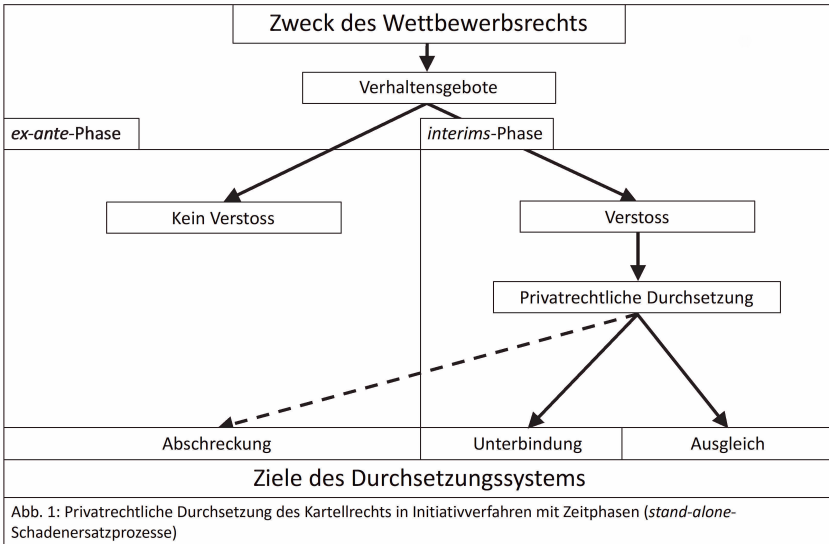 Zweck des Wettbewerbsrechts
Verhaltensgebote
ex-ante-Phase
interims-Phase
Kein Verstoss
Verstoss
Privatrechtliche Durchsetzung
Abschreckung
Unterbindung
Ausgleich
Ziele des Durchsetzungssystems
Abb. 1: Privatrechtliche Durchsetzung des Kartellrechts in Initiativverfahren mit Zeitphasen (stand-alone-
Schadenersatzprozesse)